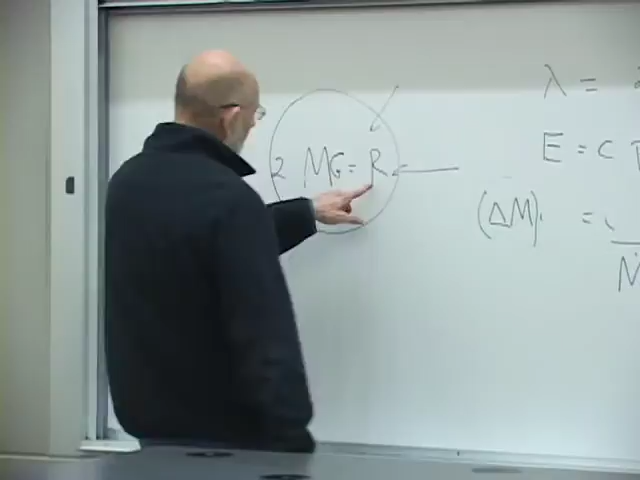 2 MG = R
λ =
E = c
(ΔM)
=